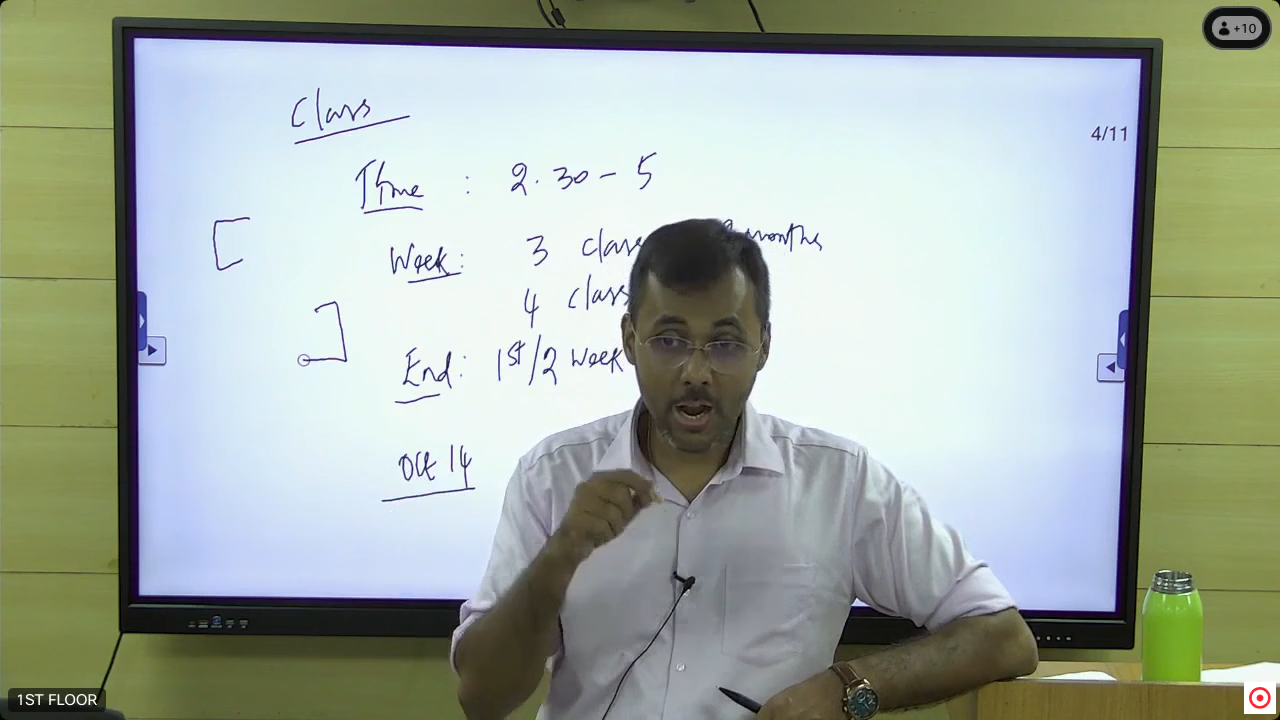 +10
Class
4/11
Time : 2.30 - 5
Week: 3 class months
4 class
End: 1st/2 week
Oct 14
1ST FLOOR